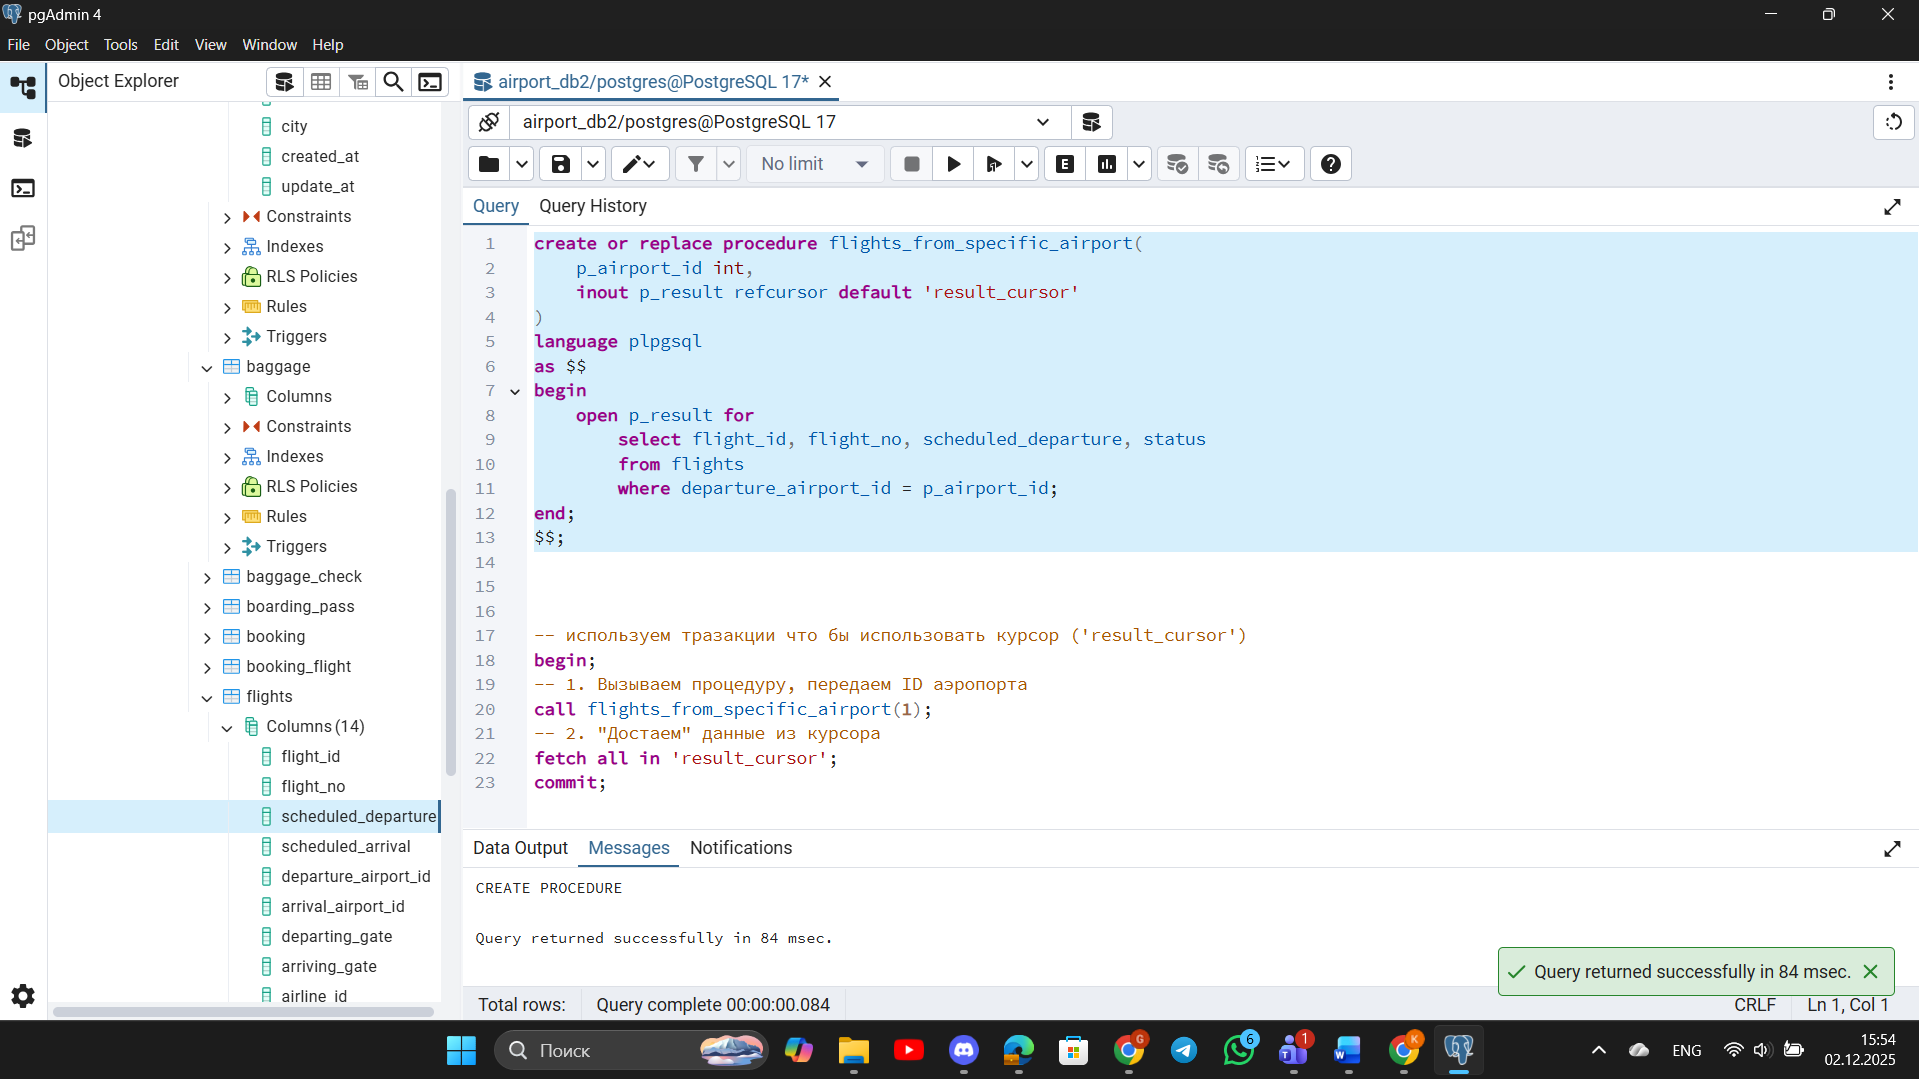 pgAdmin 4
File Object Tools Edit View Window Help
Object Explorer
airport_db2/postgres@PostgreSQL 17*
airport_db2/postgres@PostgreSQL 17
No limit
Query Query History
city
created_at
update_at
Constraints
Indexes
RLS Policies
Rules
Triggers
baggage
Columns
Constraints
Indexes
RLS Policies
Rules
Triggers
baggage_check
boarding_pass
booking
booking_flight
flights
Columns (14)
flight_id
flight_no
scheduled_departure
scheduled_arrival
departure_airport_id
arrival_airport_id
departing_gate
arriving_gate
airline_id
1 create or replace procedure flights_from_specific_airport(
2 p_airport_id int,
3 inout p_result refcursor default 'result_cursor'
4 )
5 language plpgsql
6 as $$
7 begin
8 open p_result for
9 select flight_id, flight_no, scheduled_departure, status
10 from flights
11 where departure_airport_id = p_airport_id;
12 end;
13 $$;
14
15
16
17 -- используем тразакции что бы использовать курсор ('result_cursor')
18 begin;
19 -- 1. Вызываем процедуру, передаем ID аэропорта
20 call flights_from_specific_airport(1);
21 -- 2. "Достаем" данные из курсора
22 fetch all in 'result_cursor';
23 commit;
Data Output Messages Notifications
CREATE PROCEDURE
Query returned successfully in 84 msec.
Query returned successfully in 84 msec.
Total rows: Query complete 00:00:00.084 CRLF Ln 1, Col 1
Поиск
G
6
1
K
ENG
15:54
02.12.2025